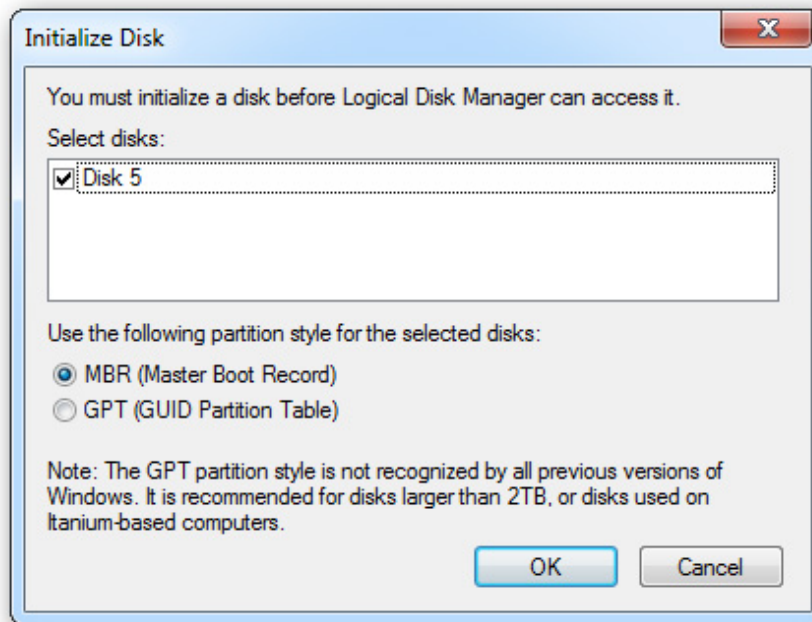 Initialize Disk
You must initialize a disk before Logical Disk Manager can access it.
Select disks:
Disk 5
Use the following partition style for the selected disks:
MBR (Master Boot Record)
GPT (GUID Partition Table)
Note: The GPT partition style is not recognized by all previous versions of
Windows. It is recommended for disks larger than 2TB, or disks used on
Itanium-based computers.
OK
Cancel